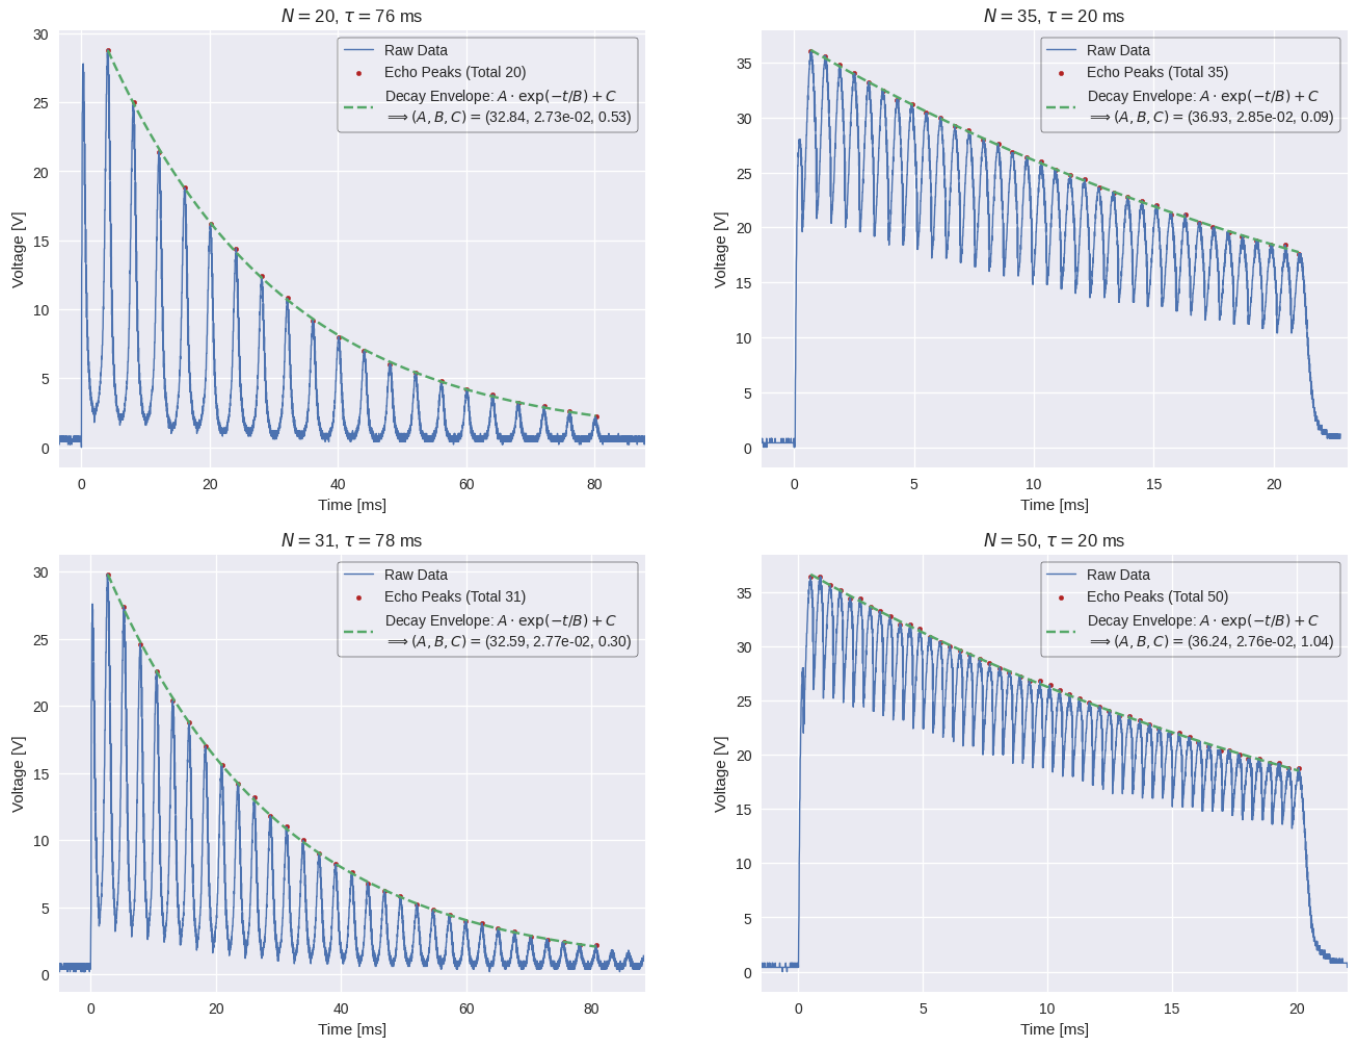 N = 20, τ = 76 ms
30
25
20
15
10
5
0
Voltage [V]
Raw Data
Echo Peaks (Total 20)
Decay Envelope: A · exp(−t/B) + C
⟹ (A, B, C) = (32.84, 2.73e-02, 0.53)
0 20 40 60 80
Time [ms]
N = 35, τ = 20 ms
35
30
25
20
15
10
5
0
Voltage [V]
Raw Data
Echo Peaks (Total 35)
Decay Envelope: A · exp(−t/B) + C
⟹ (A, B, C) = (36.93, 2.85e-02, 0.09)
0 5 10 15 20
Time [ms]
N = 31, τ = 78 ms
30
25
20
15
10
5
0
Voltage [V]
Raw Data
Echo Peaks (Total 31)
Decay Envelope: A · exp(−t/B) + C
⟹ (A, B, C) = (32.59, 2.77e-02, 0.30)
0 20 40 60 80
Time [ms]
N = 50, τ = 20 ms
35
30
25
20
15
10
5
0
Voltage [V]
Raw Data
Echo Peaks (Total 50)
Decay Envelope: A · exp(−t/B) + C
⟹ (A, B, C) = (36.24, 2.76e-02, 1.04)
0 5 10 15 20
Time [ms]